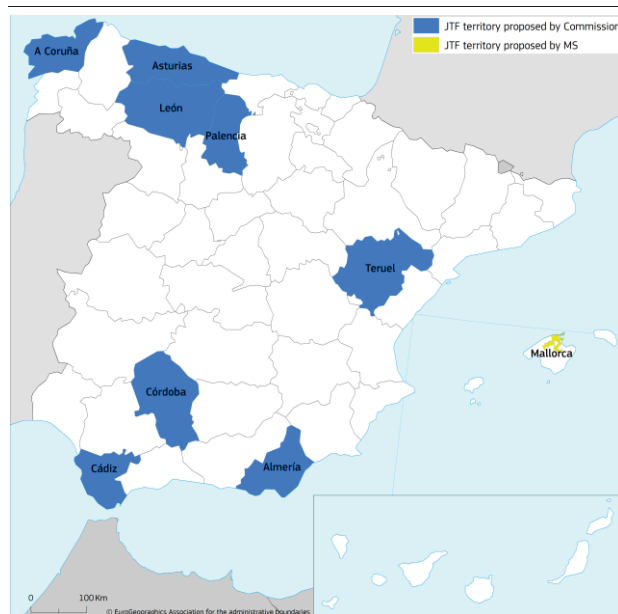 JTF territory proposed by Commission
JTF territory proposed by MS
A Coruña
Asturias
León
Palencia
Teruel
Mallorca
Córdoba
Cádiz
Almería
0 100 Km
© EuroGeographics Association for the administrative boundaries